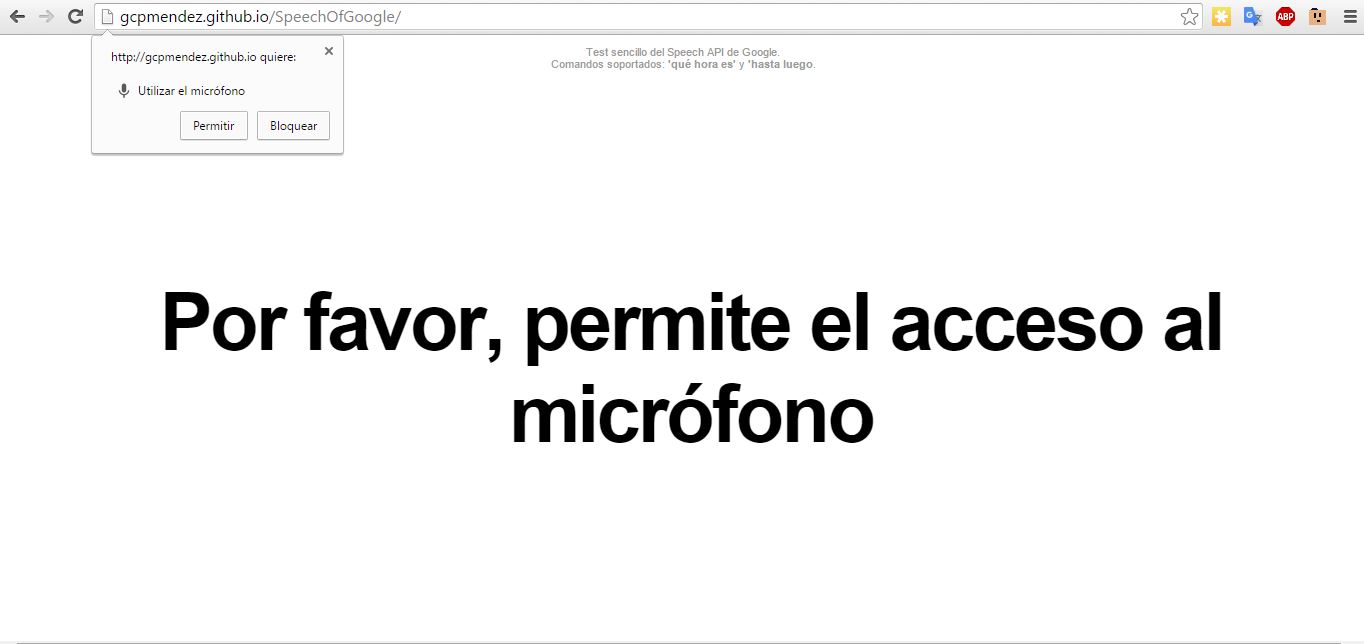 gcpmendez.github.io/SpeechOfGoogle/
ABP
http://gcpmendez.github.io quiere:
Utilizar el micrófono
Permitir Bloquear
Test sencillo del Speech API de Google.
Comandos soportados: 'qué hora es' y 'hasta luego.
Por favor, permite el acceso al
micrófono